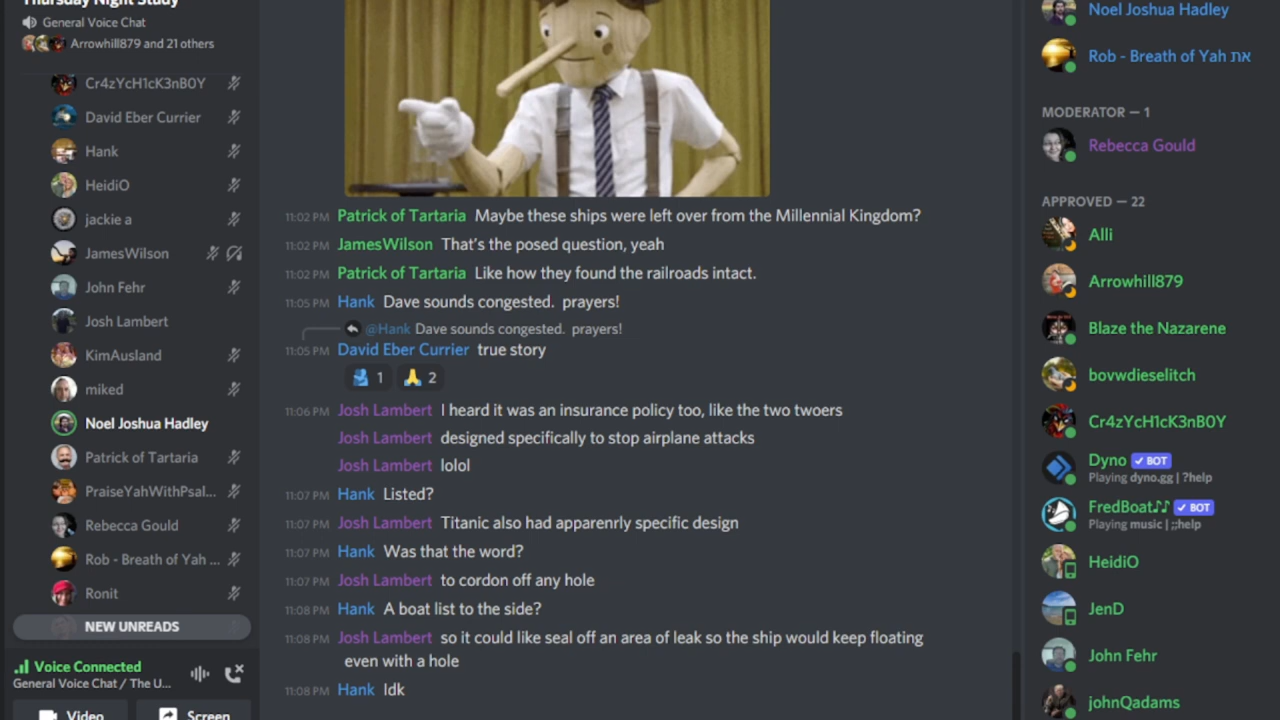 Thursday Night Study
General Voice Chat
Arrowhill879 and 21 others
Cr4zYcH1cK3nB0Y
David Eber Currier
Hank
HeidiO
jackie a
JamesWilson
John Fehr
Josh Lambert
KimAusland
miked
Noel Joshua Hadley
Patrick of Tartaria
PraiseYahWithPsal...
Rebecca Gould
Rob - Breath of Yah ...
Ronit
NEW UNREADS
Voice Connected
General Voice Chat / The U...
Video
Screen
11:02 PM Patrick of Tartaria Maybe these ships were left over from the Millennial Kingdom?
11:02 PM JamesWilson That's the posed question, yeah
11:02 PM Patrick of Tartaria Like how they found the railroads intact.
11:05 PM Hank Dave sounds congested. prayers!
@Hank Dave sounds congested. prayers!
11:05 PM David Eber Currier true story
1 2
11:06 PM Josh Lambert I heard it was an insurance policy too, like the two twoers
Josh Lambert designed specifically to stop airplane attacks
Josh Lambert lolol
11:07 PM Hank Listed?
11:07 PM Josh Lambert Titanic also had apparenrly specific design
11:07 PM Hank Was that the word?
11:07 PM Josh Lambert to cordon off any hole
11:08 PM Hank A boat list to the side?
11:08 PM Josh Lambert so it could like seal off an area of leak so the ship would keep floating
even with a hole
11:08 PM Hank Idk
Noel Joshua Hadley
Rob - Breath of Yah את
MODERATOR — 1
Rebecca Gould
APPROVED — 22
Alli
Arrowhill879
Blaze the Nazarene
bovwdieselitch
Cr4zYcH1cK3nB0Y
Dyno ✓ BOT
Playing dyno.gg | ?help
FredBoat♪♪ ✓ BOT
Playing music | ;;help
HeidiO
JenD
John Fehr
johnQadams